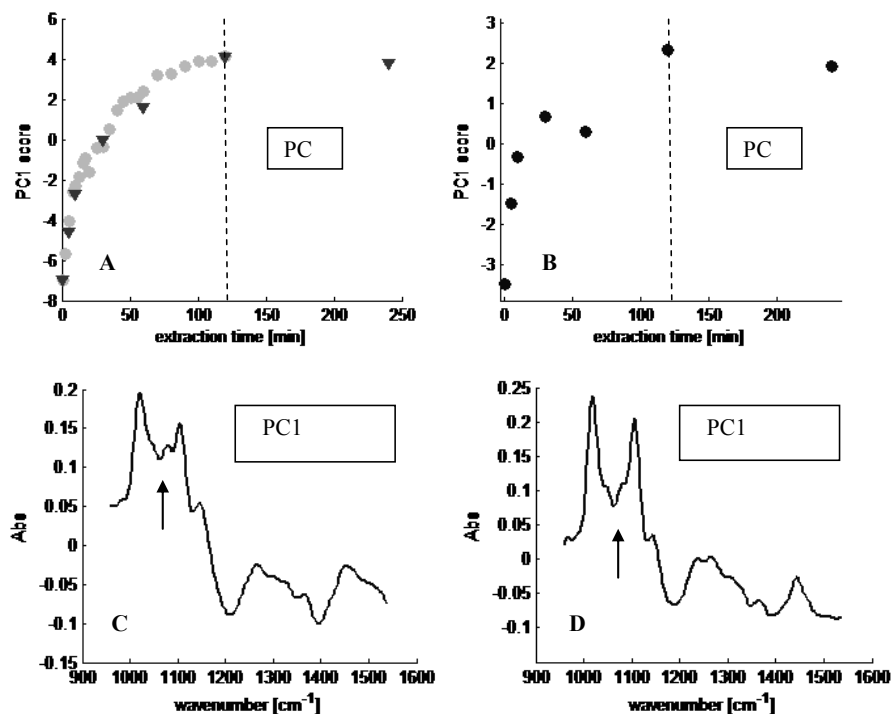 6
4
2
0
-2
-4
-6
-8
PC1 score
PC
A
0 50 100 150 200 250
extraction time [min]
3
2
1
0
-1
-2
-3
PC1 score
PC
B
0 50 100 150 200
extraction time [min]
0.2
0.15
0.1
0.05
0
-0.05
-0.1
-0.15
Abs
PC1
C
900 1000 1100 1200 1300 1400 1500 1600
wavenumber [cm⁻¹]
0.25
0.2
0.15
0.1
0.05
0
-0.05
-0.1
Abs
PC1
D
900 1000 1100 1200 1300 1400 1500 1600
wavenumber [cm⁻¹]